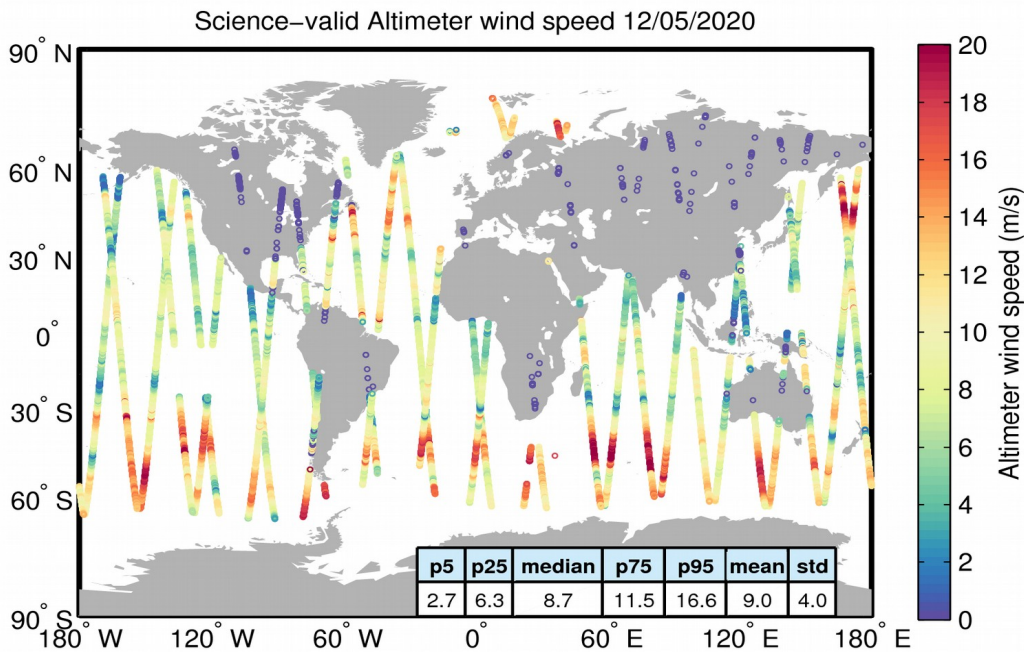 Science−valid Altimeter wind speed 12/05/2020
90° N
60° N
30° N
0°
30° S
60° S
90° S
180° W
120° W
60° W
0°
60° E
120° E
180° E
p5 p25 median p75 p95 mean std
2.7 6.3 8.7 11.5 16.6 9.0 4.0
20
18
16
14
12
10
8
6
4
2
0
Altimeter wind speed (m/s)